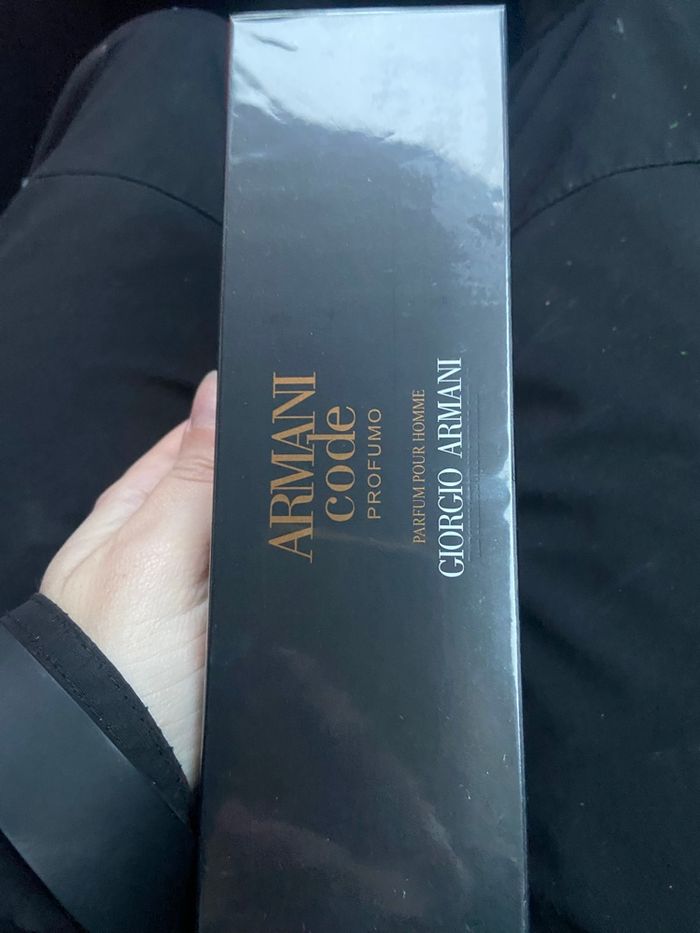 ARMANI
code
PROFUMO
PARFUM POUR HOMME
GIORGIO ARMANI